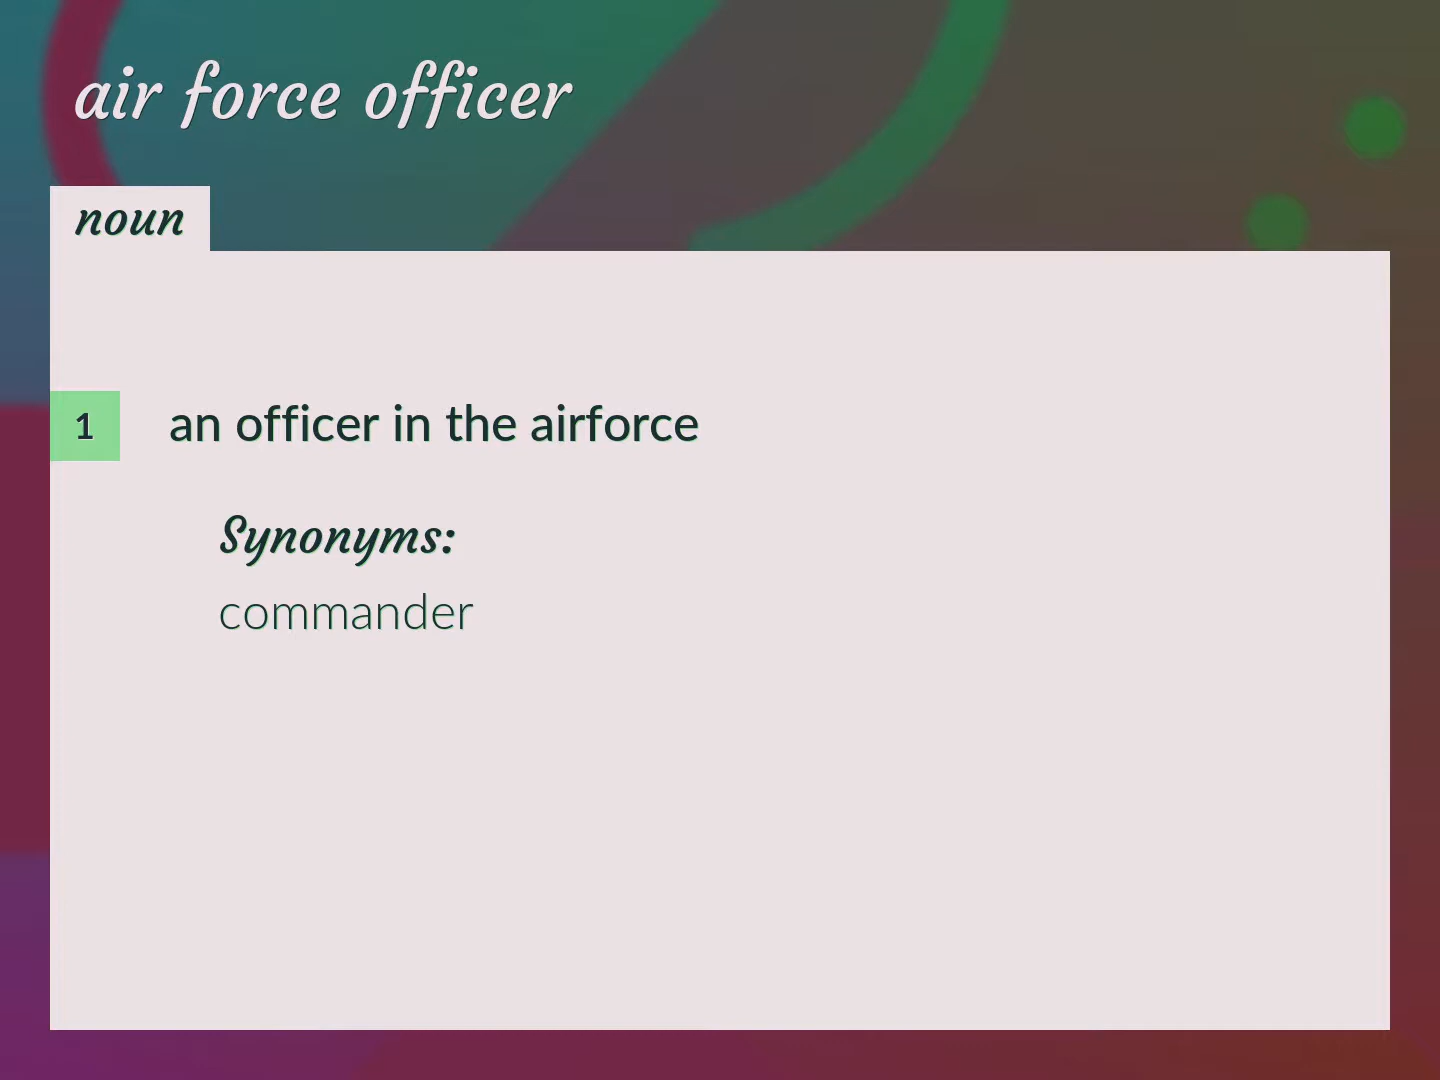 air force officer
noun
1 an officer in the airforce
Synonyms:
commander